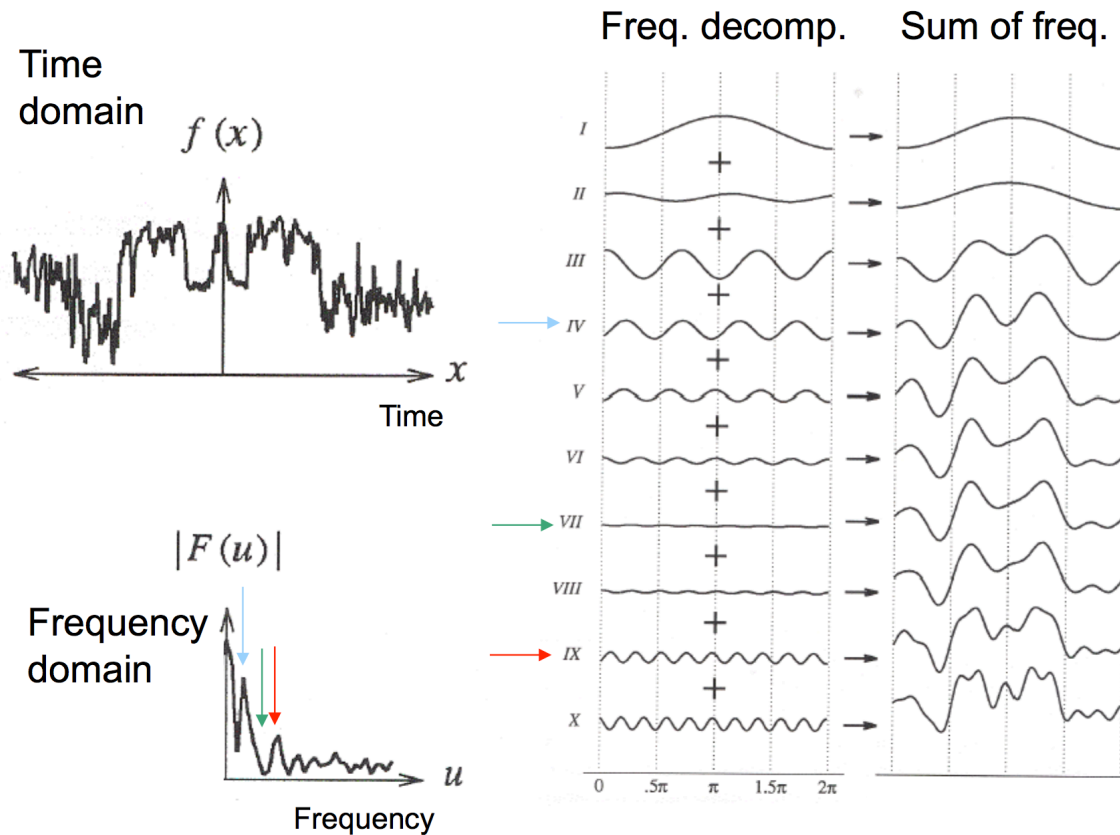 Time
domain
f (x)
x
Time
|F (u)|
Frequency
domain
u
Frequency
Freq. decomp.
Sum of freq.
I
+
II
+
III
+
IV
+
V
+
VI
+
VII
+
VIII
+
IX
+
X
0 .5π π 1.5π 2π